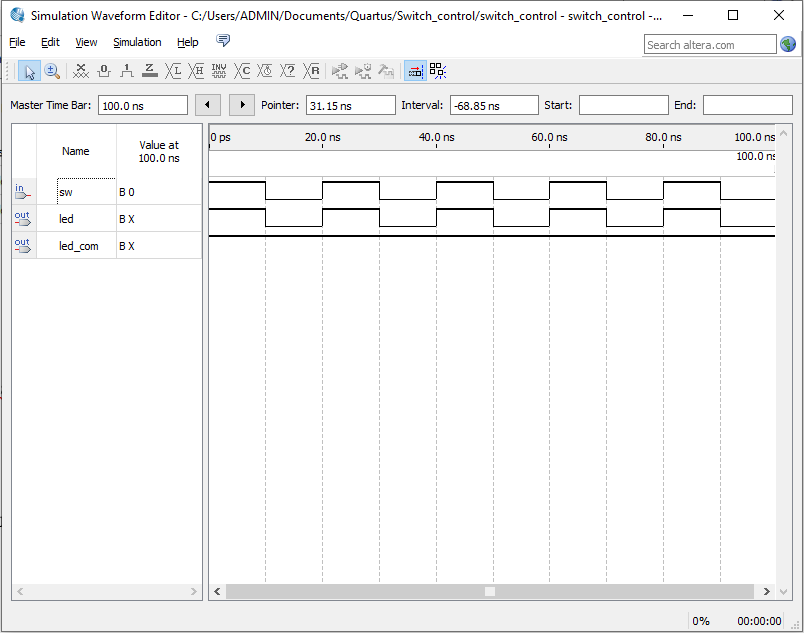 Simulation Waveform Editor - C:/Users/ADMIN/Documents/Quartus/Switch_control/switch_control - switch_control -...
File Edit View Simulation Help
Search altera.com
Master Time Bar: 100.0 ns Pointer: 31.15 ns Interval: -68.85 ns Start: End:
Name
Value at
100.0 ns
0 ps 20.0 ns 40.0 ns 60.0 ns 80.0 ns 100.0 ns
100.0 ns
in sw B 0
out led B X
out led_com B X
0% 00:00:00